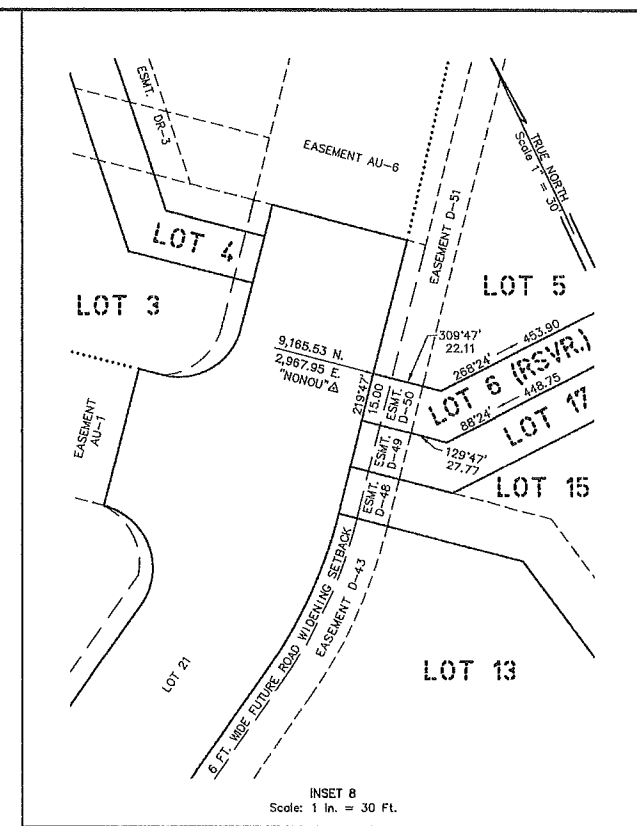 ESMT. DR-3
EASEMENT AU-6
EASEMENT D-51
TRUE NORTH
Scale 1" = 30'
LOT 4
LOT 5
LOT 3
9,165.53 N.
2,967.95 E.
"NONOU"
309°47'
22.11
268°24' 453.90
LOT 6 (RSVR.)
88°24' 448.75
219°47'
15.00
ESMT.
D-50
LOT 17
EASEMENT
AU-1
ESMT.
D-49
129°47'
27.77
LOT 15
ESMT.
D-48
6 FT. WIDE FUTURE ROAD WIDENING SETBACK
EASEMENT D-43
LOT 21
LOT 13
INSET 8
Scale: 1 In. = 30 Ft.